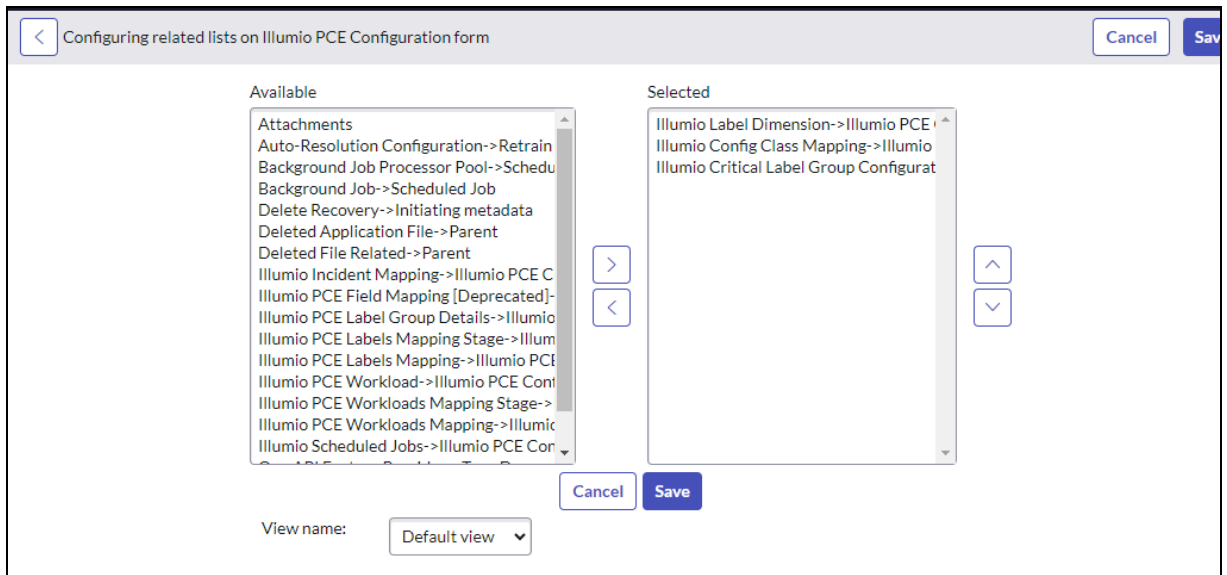 Configuring related lists on Illumio PCE Configuration form
Cancel
Sav
Available
Selected
Attachments
Auto-Resolution Configuration->Retrain
Background Job Processor Pool->Schedu
Background Job->Scheduled Job
Delete Recovery->Initiating metadata
Deleted Application File->Parent
Deleted File Related->Parent
Illumio Incident Mapping->Illumio PCE C
Illumio PCE Field Mapping [Deprecated]-
Illumio PCE Label Group Details->Illumio
Illumio PCE Labels Mapping Stage->Illum
Illumio PCE Labels Mapping->Illumio PCE
Illumio PCE Workload->Illumio PCE Conf
Illumio PCE Workloads Mapping Stage->
Illumio PCE Workloads Mapping->Illumio
Illumio Scheduled Jobs->Illumio PCE Con
Illumio Label Dimension->Illumio PCE
Illumio Config Class Mapping->Illumio
Illumio Critical Label Group Configurat
Cancel
Save
View name:
Default view